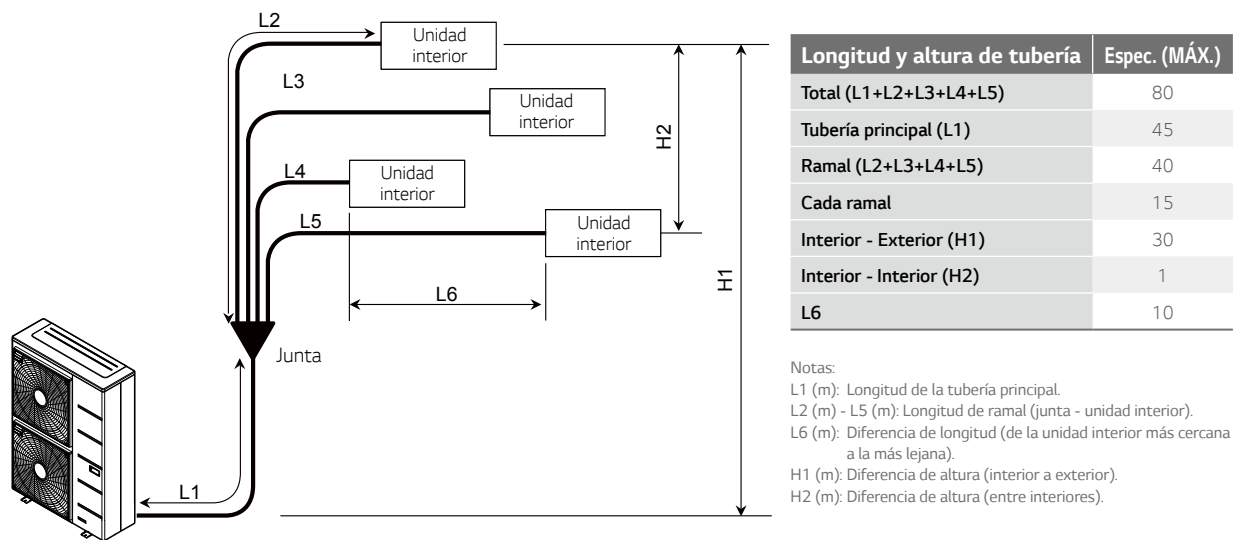 L2
Unidad
interior
L3
Unidad
interior
H2
L4
Unidad
interior
L5
Unidad
interior
L6
H1
Junta
L1
Longitud y altura de tubería Espec. (MÁX.)
Total (L1+L2+L3+L4+L5) 80
Tubería principal (L1) 45
Ramal (L2+L3+L4+L5) 40
Cada ramal 15
Interior - Exterior (H1) 30
Interior - Interior (H2) 1
L6 10
Notas:
L1 (m): Longitud de la tubería principal.
L2 (m) - L5 (m): Longitud de ramal (junta - unidad interior).
L6 (m): Diferencia de longitud (de la unidad interior más cercana
a la más lejana).
H1 (m): Diferencia de altura (interior a exterior).
H2 (m): Diferencia de altura (entre interiores).